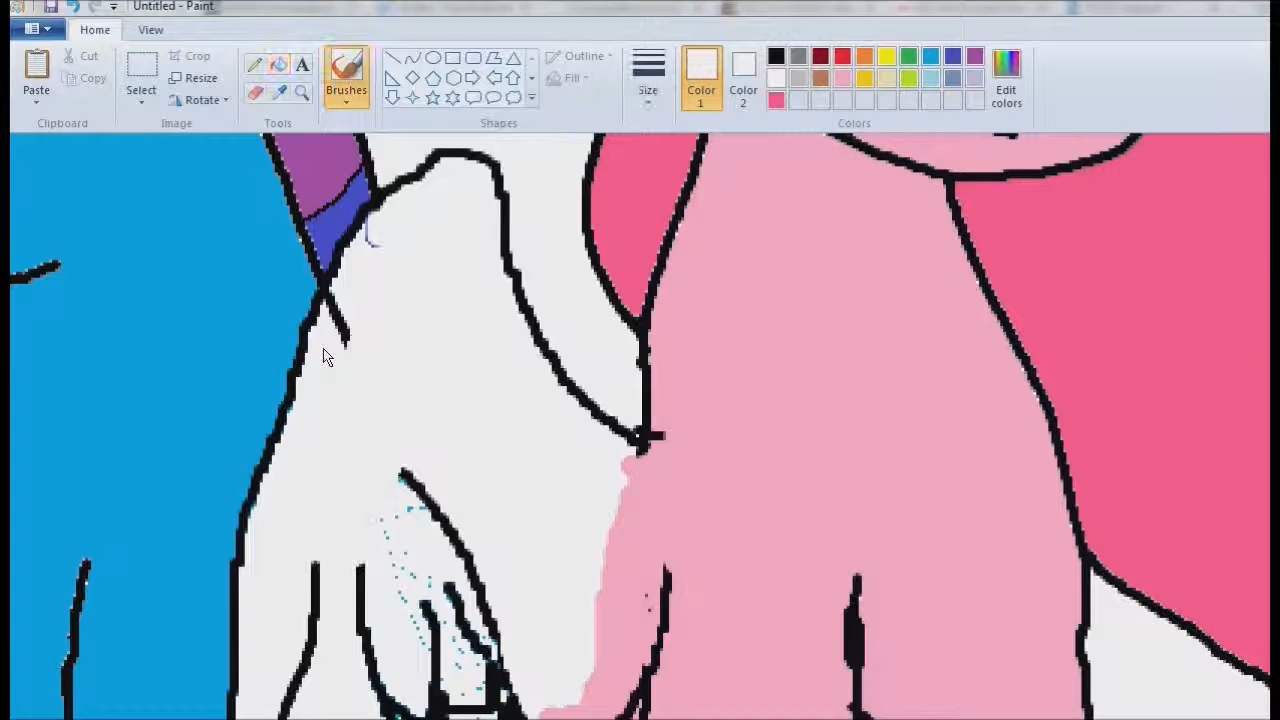 Untitled - Paint
Home
View
Paste
Cut
Copy
Clipboard
Select
Crop
Resize
Rotate
Image
A
Tools
Brushes
Outline
Fill
Shapes
Size
Color 1
Color 2
Edit colors
Colors